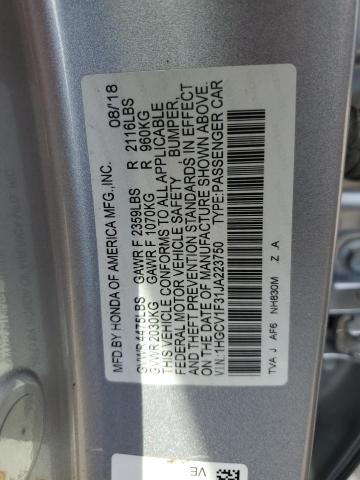 MFD.BY HONDA OF AMERICA MFG.,INC. 08/'18
GVWR 4475LBS GAWR F 2359LBS R 2116LBS
GVWR 2030KG GAWR F 1070KG R 960KG
THIS VEHICLE CONFORMS TO ALL APPLICABLE
FEDERAL MOTOR VEHICLE SAFETY, BUMPER,
AND THEFT PREVENTION STANDARDS IN EFFECT
ON THE DATE OF MANUFACTURE SHOWN ABOVE.
V.I.N.:1HGCV1F31JA223750 TYPE:PASSENGER CAR
TVA J AF6 NH830M Z .A
VE